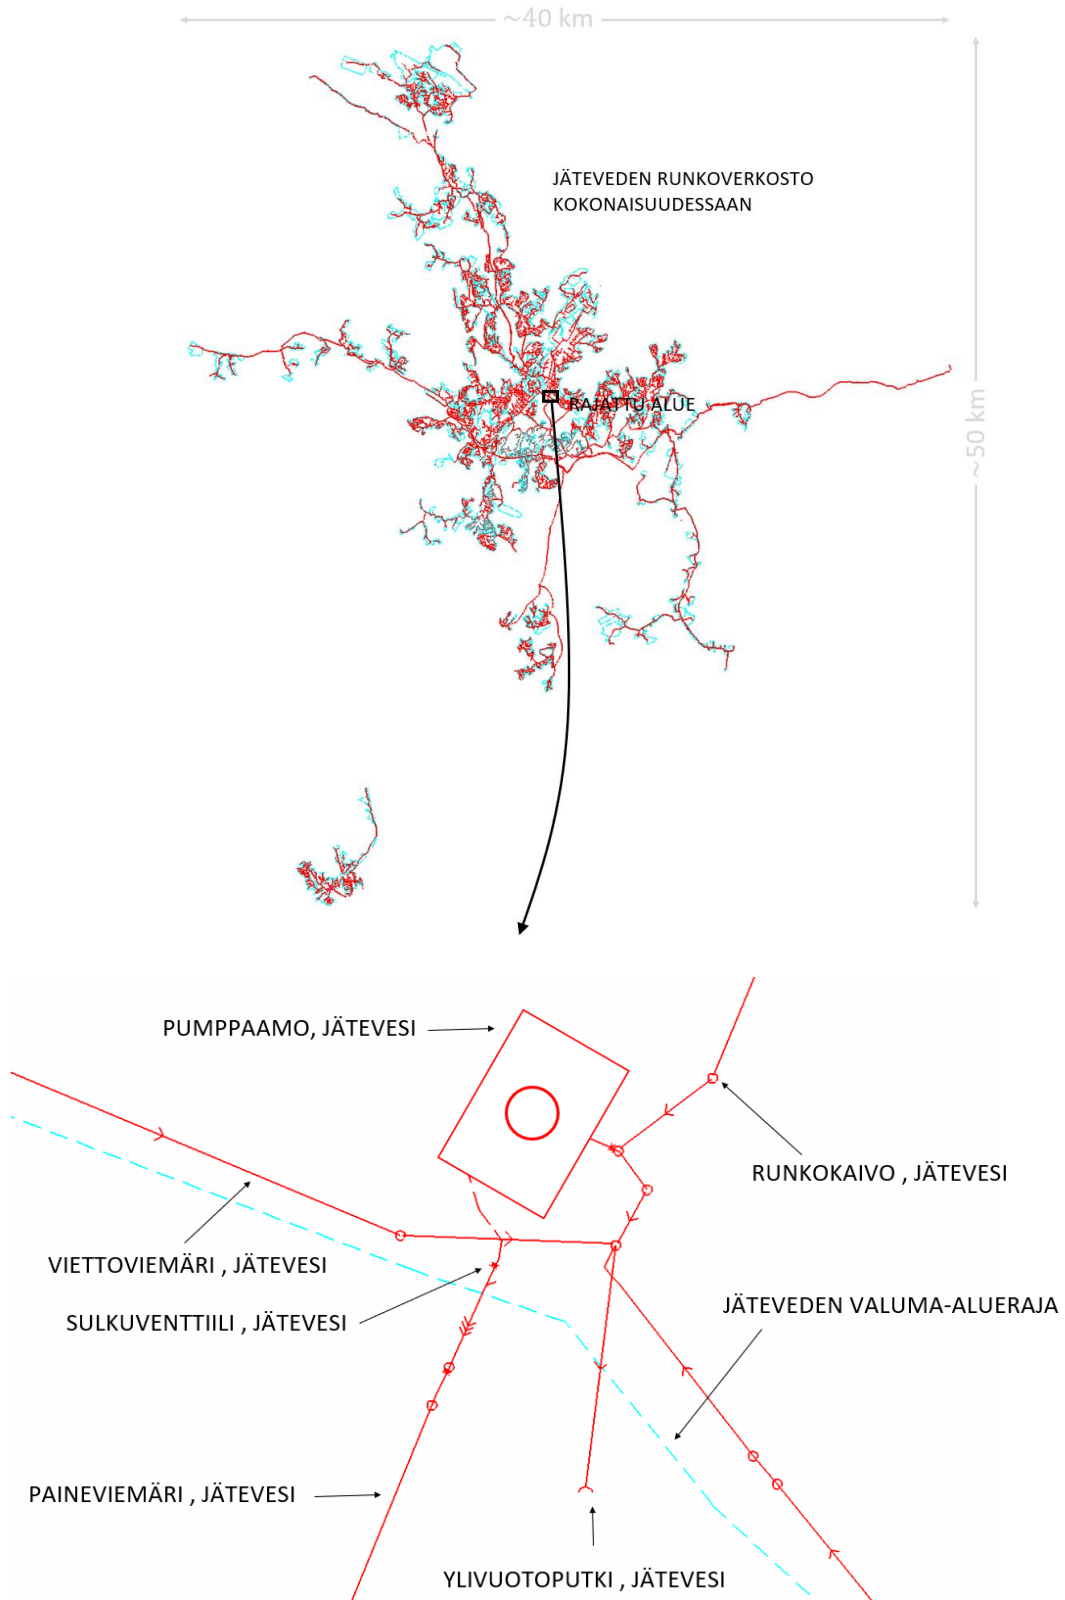 ~40 km
JÄTEVEDEN RUNKOVERKOSTO
KOKONAISUUDESSAAN
RAJATTU ALUE
~50 km
PUMPPAAMO, JÄTEVESI
RUNKOKAIVO , JÄTEVESI
VIETTOVIEMÄRI , JÄTEVESI
SULKUVENTTIILI , JÄTEVESI
JÄTEVEDEN VALUMA-ALUERAJA
PAINEVIEMÄRI , JÄTEVESI
YLIVUOTOPUTKI , JÄTEVESI